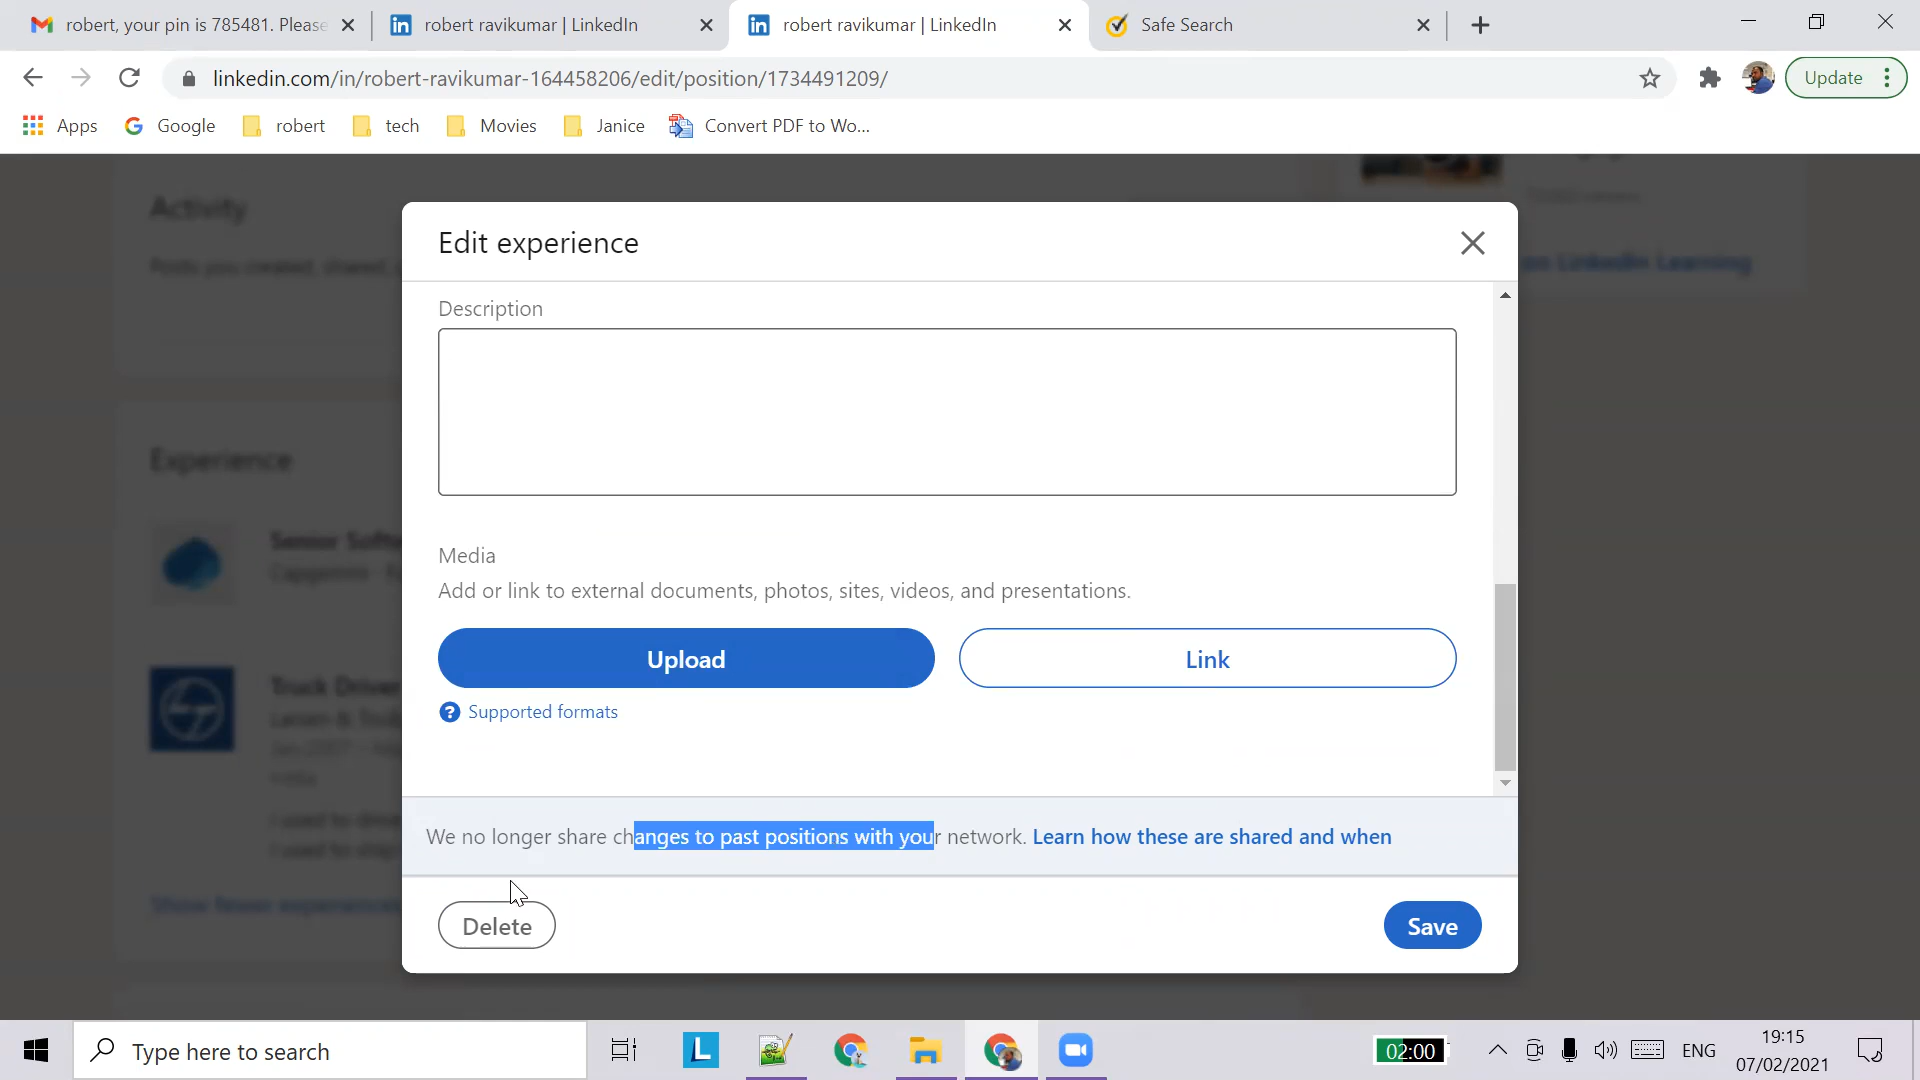 robert, your pin is 785481. Please
robert ravikumar | LinkedIn
robert ravikumar | LinkedIn
Safe Search
linkedin.com/in/robert-ravikumar-164458206/edit/position/1734491209/
Update
Apps
Google
robert
tech
Movies
Janice
Convert PDF to Wo...
Activity
Posts you created, shared,
on LinkedIn Learning
Edit experience
Description
Experience
Senior Softw
Capgemini
Media
Add or link to external documents, photos, sites, videos, and presentations.
Upload
Link
Supported formats
Truck Driver
Larsen & Toub
Jan 2007
India
I used to drive
I used to ship
We no longer share changes to past positions with your network. Learn how these are shared and when
Show fewer experiences
Delete
Save
Type here to search
L
02:00
ENG
19:15
07/02/2021